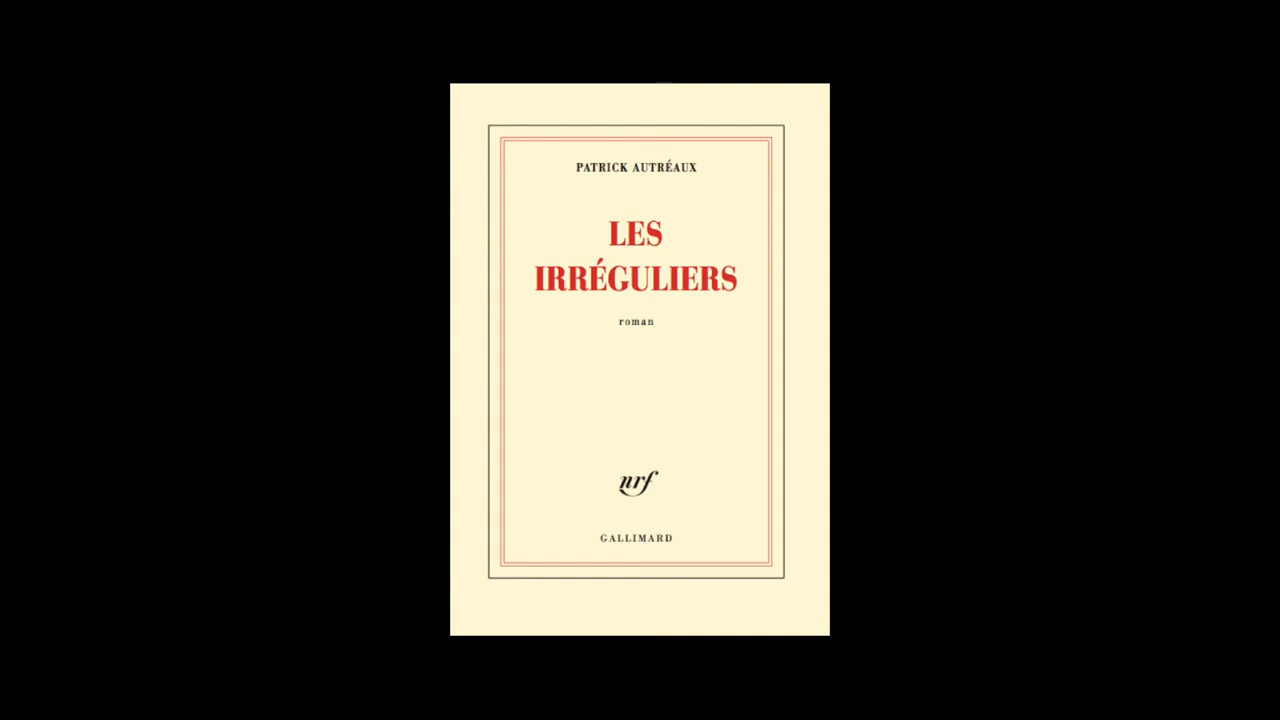 PATRICK AUTRÉAUX
LES
IRRÉGULIERS
roman
nrf
GALLIMARD